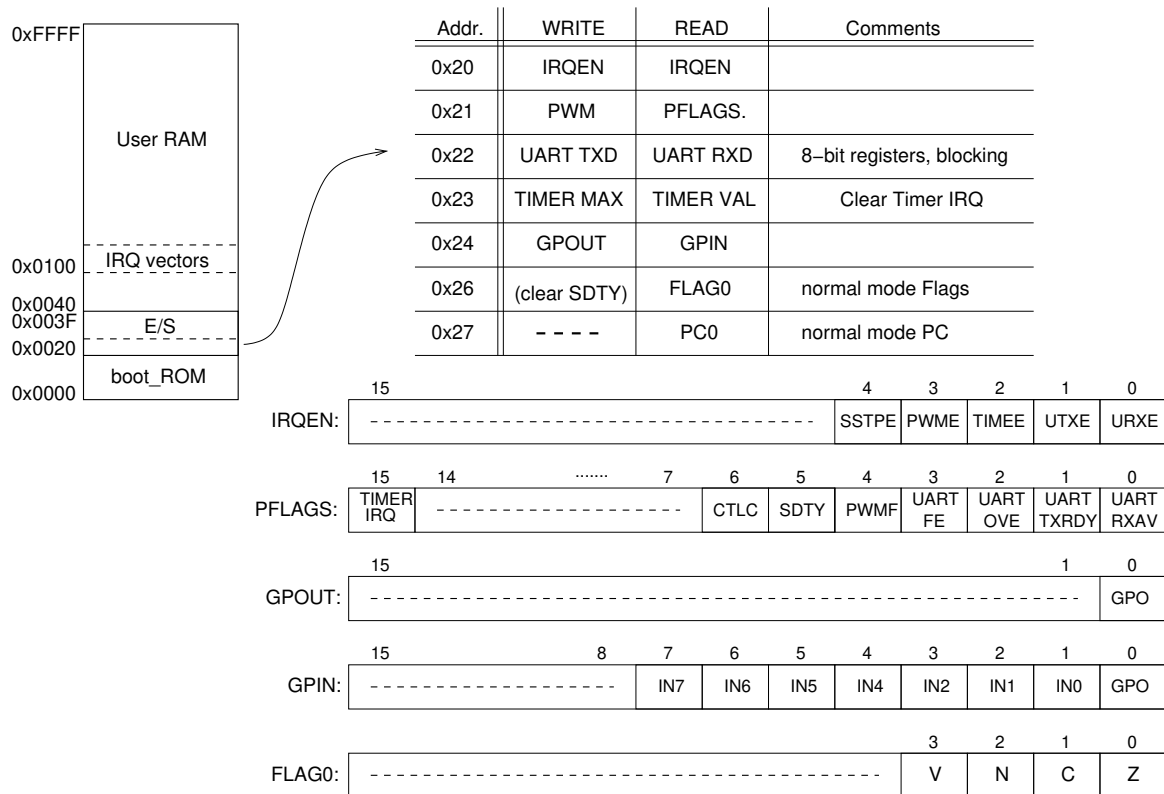 0xFFFF
User RAM
IRQ vectors
0x0100
0x0040
0x003F
E/S
0x0020
boot_ROM
0x0000
Addr. WRITE READ Comments
0x20 IRQEN IRQEN
0x21 PWM PFLAGS.
0x22 UART TXD UART RXD 8−bit registers, blocking
0x23 TIMER MAX TIMER VAL Clear Timer IRQ
0x24 GPOUT GPIN
0x26 (clear SDTY) FLAG0 normal mode Flags
0x27 − − − − PC0 normal mode PC
15 4 3 2 1 0
IRQEN: SSTPE PWME TIMEE UTXE URXE
15 14 ....... 7 6 5 4 3 2 1 0
PFLAGS: TIMER IRQ CTLC SDTY PWMF UART FE UART OVE UART TXRDY UART RXAV
15 1 0
GPOUT: GPO
15 8 7 6 5 4 3 2 1 0
GPIN: IN7 IN6 IN5 IN4 IN2 IN1 IN0 GPO
3 2 1 0
FLAG0: V N C Z